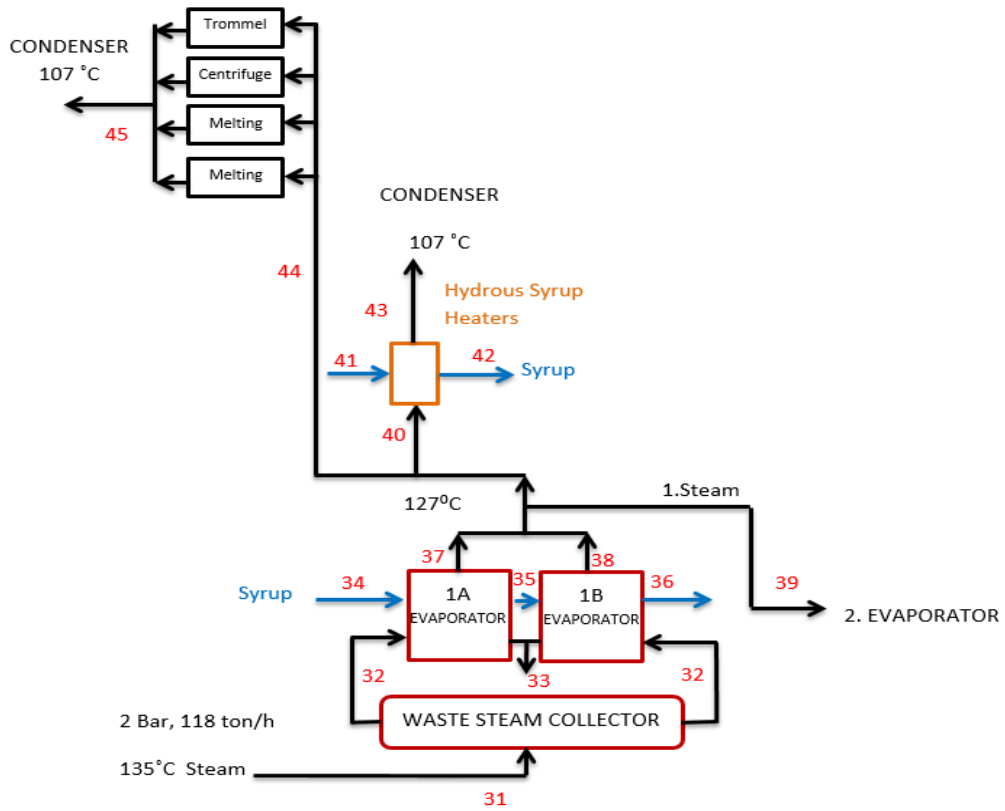 Trommel
CONDENSER
107 ˚C
Centrifuge
45
Melting
Melting
CONDENSER
107 ˚C
44
43
Hydrous Syrup
Heaters
41
42
Syrup
40
127⁰C
1.Steam
37
38
Syrup
34
1A
EVAPORATOR
35
1B
EVAPORATOR
36
39
2. EVAPORATOR
32
33
32
2 Bar, 118 ton/h
WASTE STEAM COLLECTOR
135˚C Steam
31